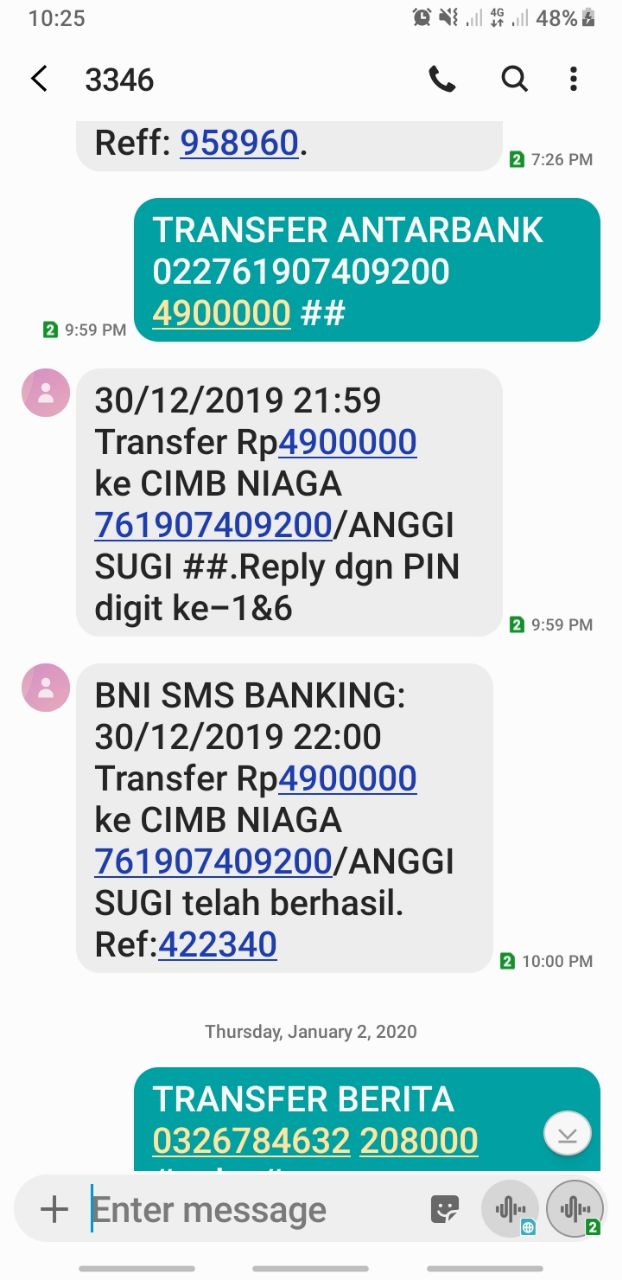 10:25
4G
48%
3346
Reff: 958960.
2 7:26 PM
TRANSFER ANTARBANK
022761907409200
4900000 ##
2 9:59 PM
30/12/2019 21:59
Transfer Rp4900000
ke CIMB NIAGA
761907409200/ANGGI
SUGI ##.Reply dgn PIN
digit ke-1&6
2 9:59 PM
BNI SMS BANKING:
30/12/2019 22:00
Transfer Rp4900000
ke CIMB NIAGA
761907409200/ANGGI
SUGI telah berhasil.
Ref:422340
2 10:00 PM
Thursday, January 2, 2020
TRANSFER BERITA
0326784632 208000
Enter message
2